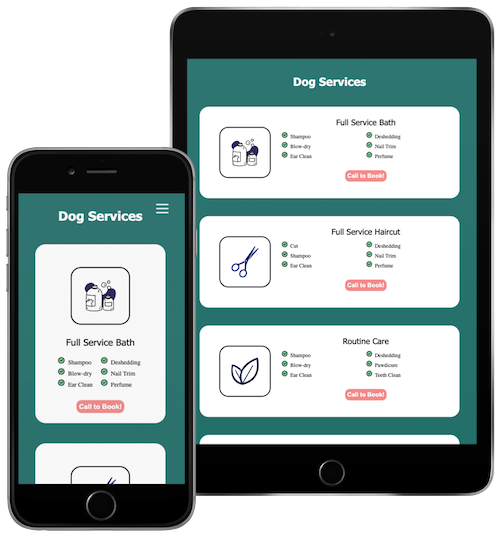 Dog Services
Full Service Bath
Shampoo Deshedding
Blow-dry Nail Trim
Ear Clean Perfume
Call to Book!
Full Service Haircut
Cut Deshedding
Shampoo Nail Trim
Ear Clean Perfume
Call to Book!
Routine Care
Shampoo Deshedding
Blow-dry Pawdicure
Ear Clean Teeth Clean
Call to Book!
Dog Services
Full Service Bath
Shampoo Deshedding
Blow-dry Nail Trim
Ear Clean Perfume
Call to Book!